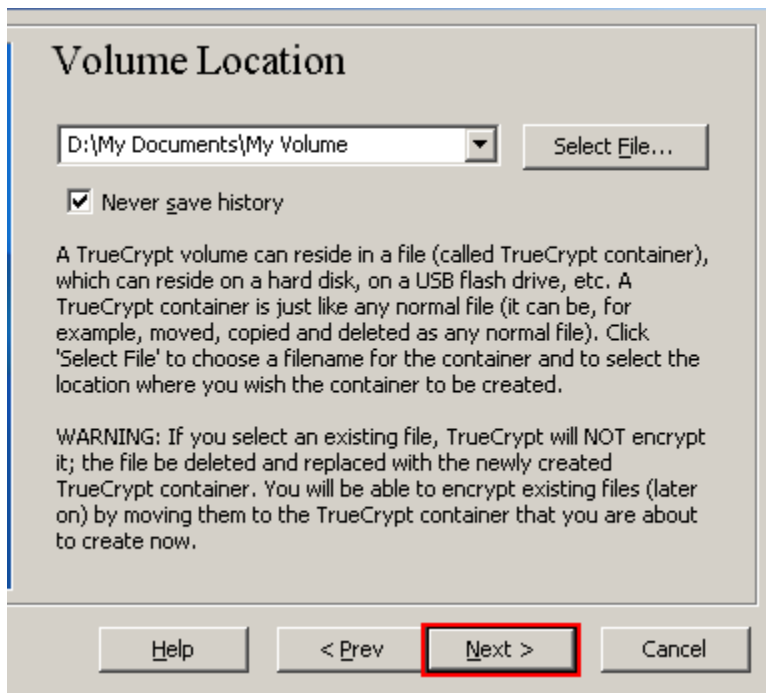 Volume Location
D:\My Documents\My Volume
Select File...
Never save history
A TrueCrypt volume can reside in a file (called TrueCrypt container),
which can reside on a hard disk, on a USB flash drive, etc. A
TrueCrypt container is just like any normal file (it can be, for
example, moved, copied and deleted as any normal file). Click
'Select File' to choose a filename for the container and to select the
location where you wish the container to be created.
WARNING: If you select an existing file, TrueCrypt will NOT encrypt
it; the file be deleted and replaced with the newly created
TrueCrypt container. You will be able to encrypt existing files (later
on) by moving them to the TrueCrypt container that you are about
to create now.
Help
< Prev
Next >
Cancel